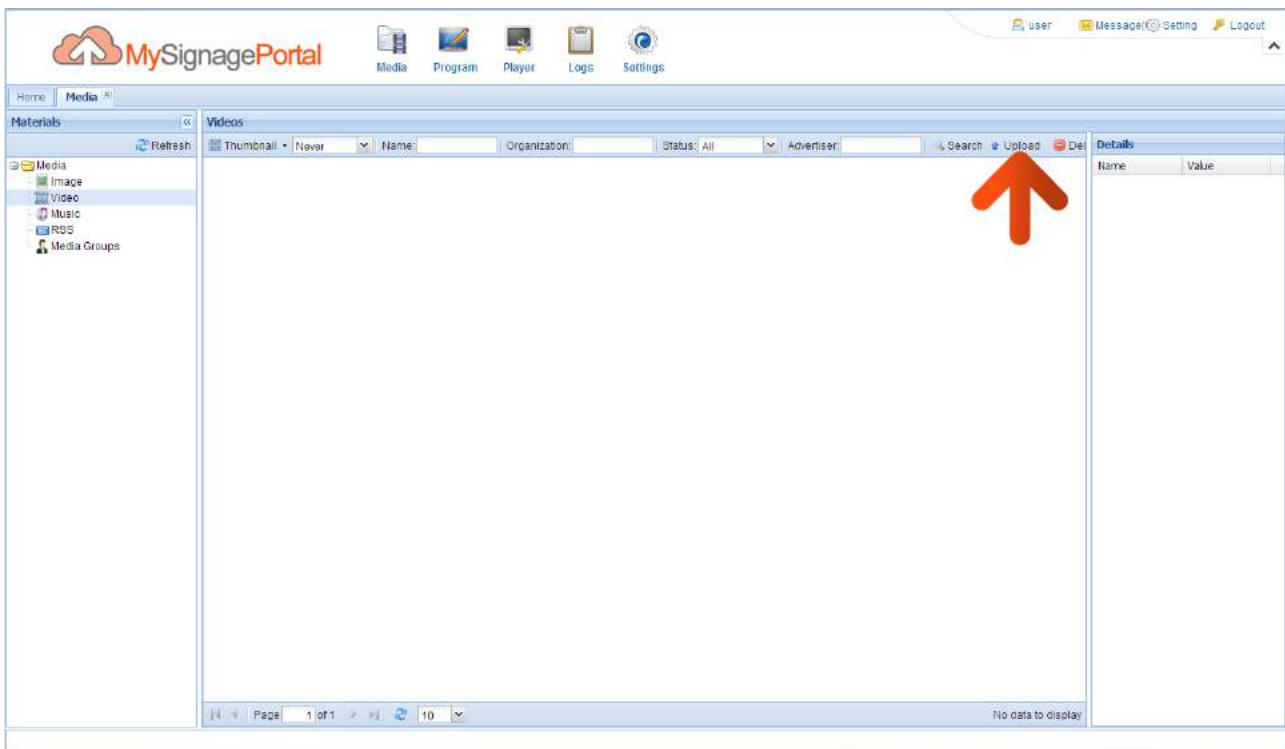 user Message( Setting Logout
MySignagePortal
Media Program Player Logs Settings
Home Media
Materials Videos
Refresh Thumbnail Never Name: Organization: Status: All Advertiser: Search Upload Del Details
Name Value
Media
Image
Video
Music
RSS
Media Groups
Page 1 of 1 10 No data to display